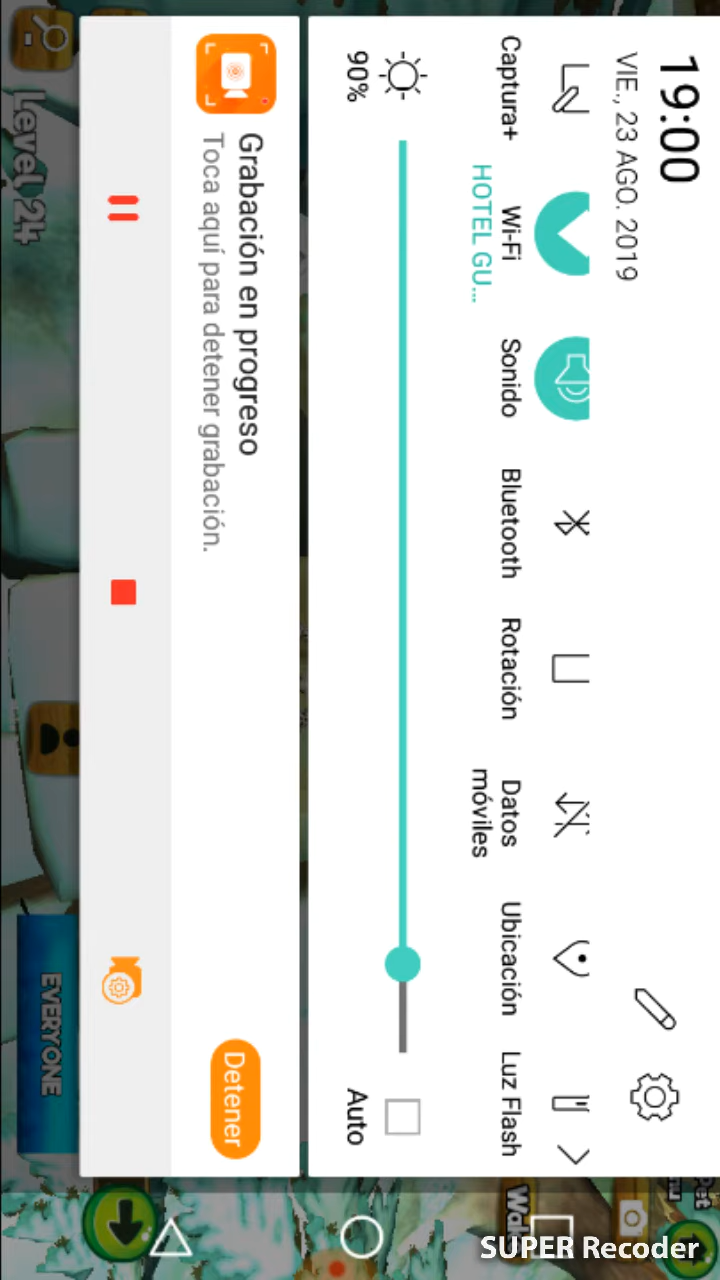 19:00
VIE., 23 AGO. 2019
Captura+
Wi-Fi
HOTEL GU...
Sonido
Bluetooth
Rotación
Datos
móviles
Ubicación
Luz Flash
90%
Auto
Grabación en progreso
Toca aquí para detener grabación.
Detener
Level 24
EVERYONE
SUPER Recoder